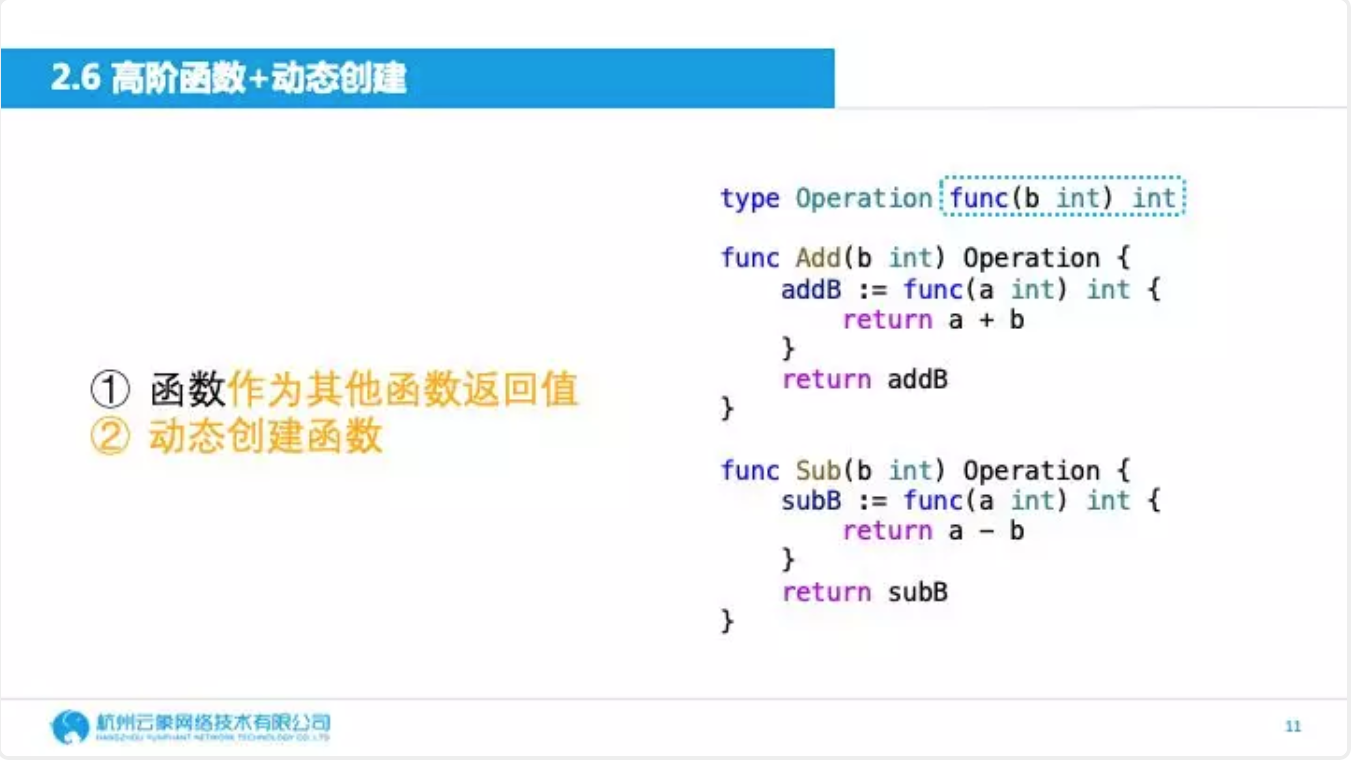 2.6 高阶函数+动态创建
① 函数作为其他函数返回值
② 动态创建函数
type Operation func(b int) int
func Add(b int) Operation {
addB := func(a int) int {
return a + b
}
return addB
}
func Sub(b int) Operation {
subB := func(a int) int {
return a - b
}
return subB
}
杭州云象网络技术有限公司
HANGZHOU YUNPHANT NETWORK TECHNOLOGY CO.,LTD
11